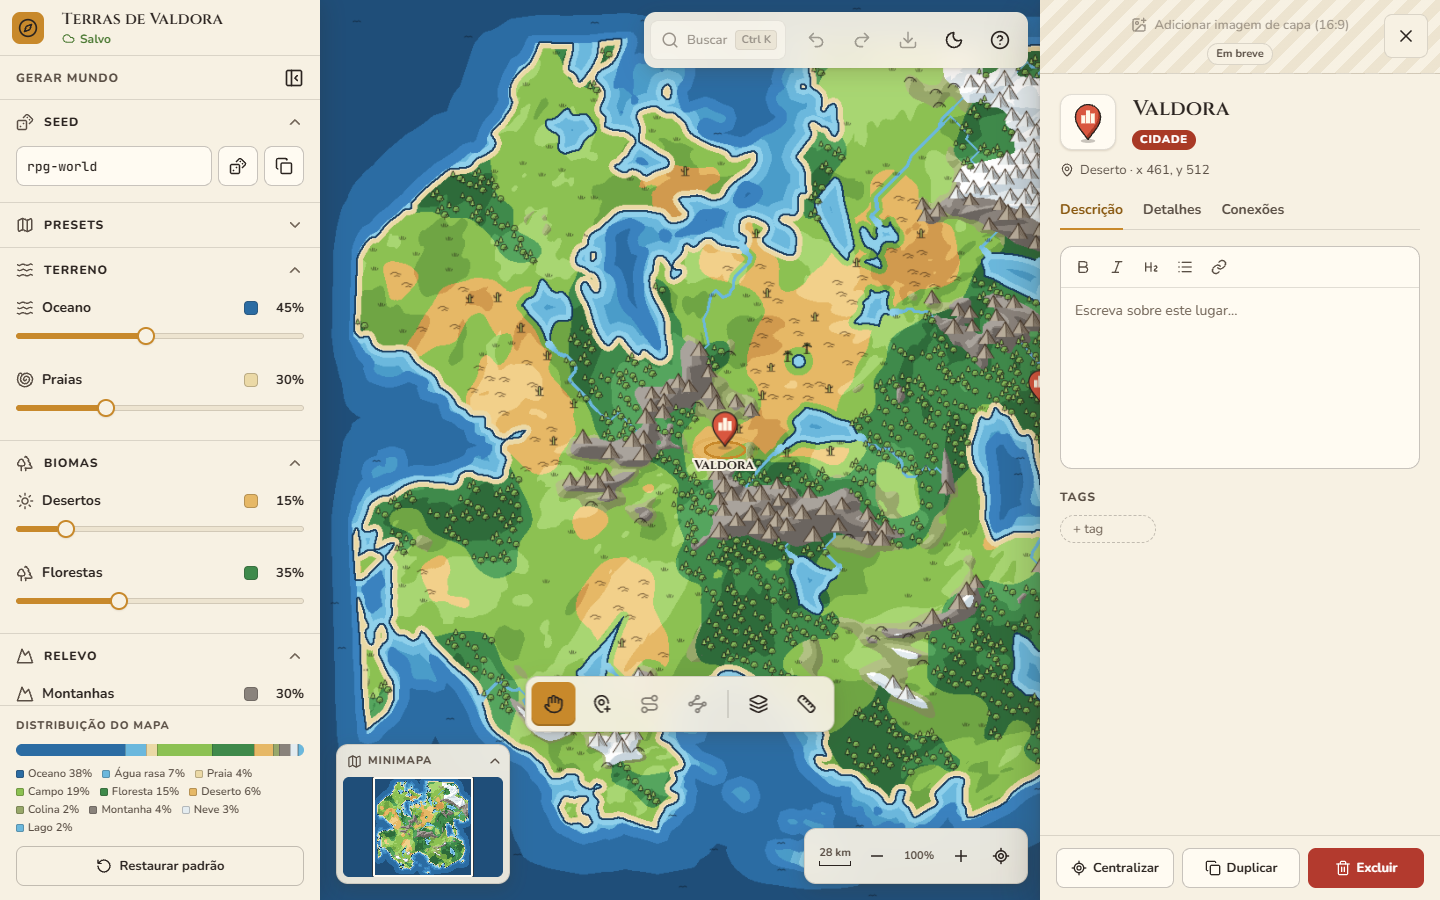 Terras de Valdora
Salvo
GERAR MUNDO
SEED
rpg-world
PRESETS
TERRENO
Oceano 45%
Praias 30%
BIOMAS
Desertos 15%
Florestas 35%
RELEVO
Montanhas 30%
DISTRIBUIÇÃO DO MAPA
Oceano 38% Água rasa 7% Praia 4%
Campo 19% Floresta 15% Deserto 6%
Colina 2% Montanha 4% Neve 3%
Lago 2%
Restaurar padrão
Buscar Ctrl K
Valdora
MINIMAPA
28 km
100%
Adicionar imagem de capa (16:9)
Em breve
Valdora
CIDADE
Deserto · x 461, y 512
Descrição Detalhes Conexões
B I H2
Escreva sobre este lugar...
TAGS
+ tag
Centralizar Duplicar Excluir